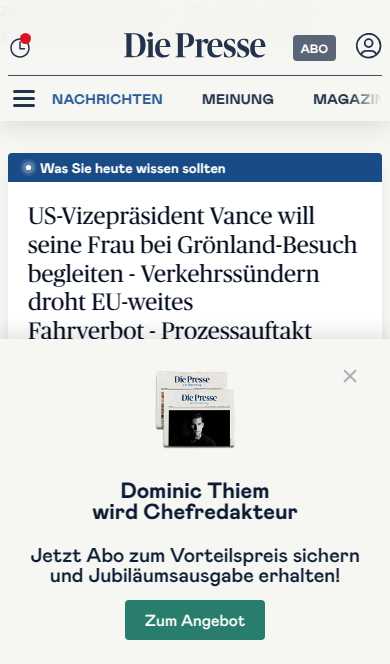 Die Presse
ABO
NACHRICHTEN MEINUNG MAGAZIN
Was Sie heute wissen sollten
US-Vizepräsident Vance will
seine Frau bei Grönland-Besuch
begleiten - Verkehrssündern
droht EU-weites
Fahrverbot - Prozessauftakt
Die Presse
Die Presse
Dominic Thiem
wird Chefredakteur
Jetzt Abo zum Vorteilspreis sichern
und Jubiläumsausgabe erhalten!
Zum Angebot